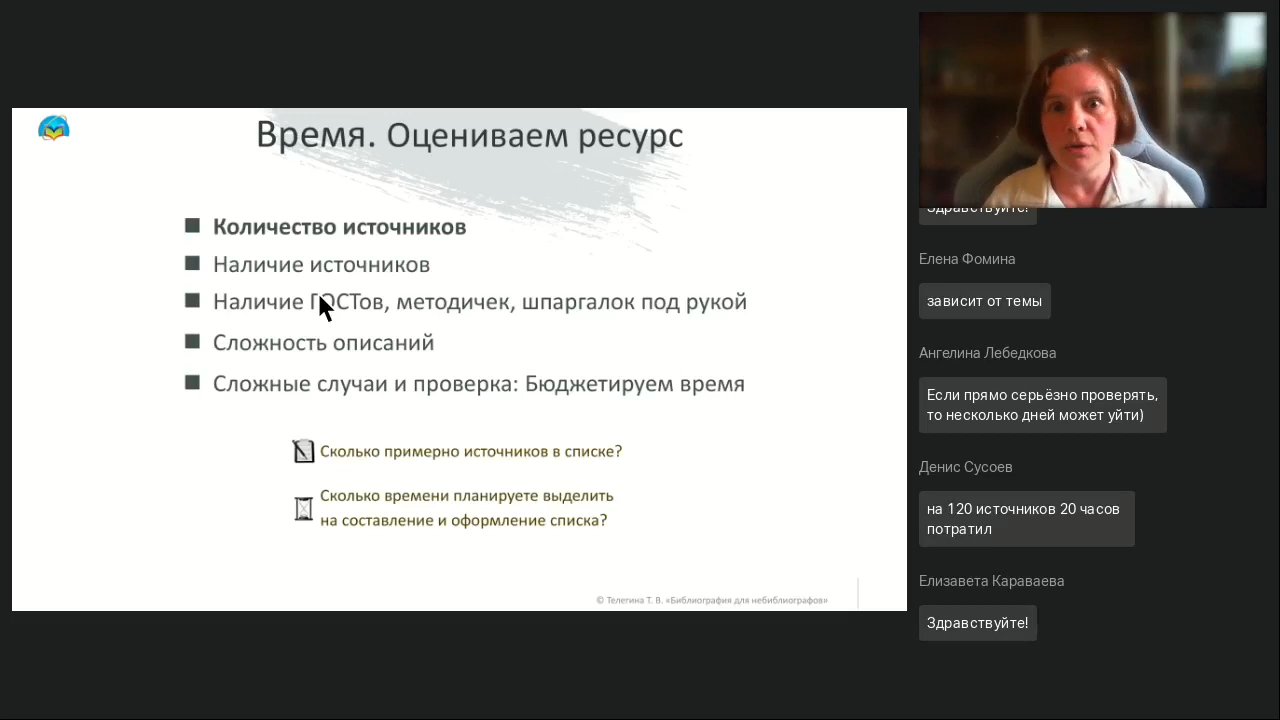 Время. Оцениваем ресурс
Количество источников
Наличие источников
Наличие ГОСТов, методичек, шпаргалок под рукой
Сложность описаний
Сложные случаи и проверка: Бюджетируем время
Сколько примерно источников в списке?
Сколько времени планируете выделить
на составление и оформление списка?
© Телегина Т. В. «Библиография для небиблиографов»
Здравствуйте!
Елена Фомина
зависит от темы
Ангелина Лебедкова
Если прямо серьёзно проверять,
то несколько дней может уйти)
Денис Сусоев
на 120 источников 20 часов
потратил
Елизавета Караваева
Здравствуйте!